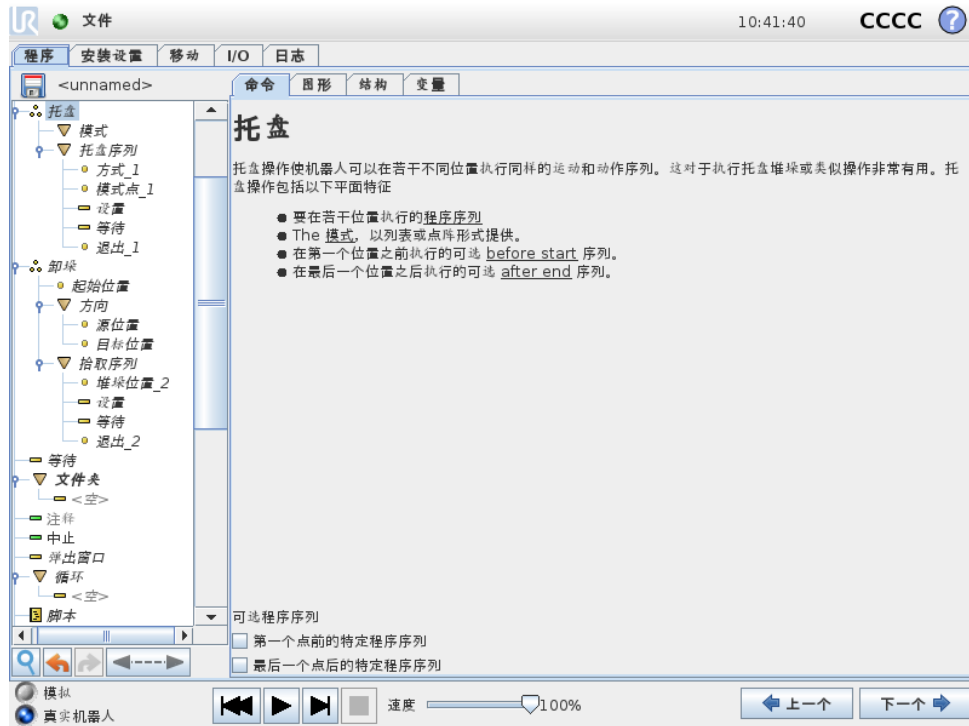 UR 文件 10:41:40 CCCC ?
程序 安装设置 移动 I/O 日志
<unnamed>
命令 图形 结构 变量
托盘
模式
托盘序列
方式_1
模式点_1
设置
等待
退出_1
卸垛
起始位置
方向
源位置
目标位置
拾取序列
堆垛位置_2
设置
等待
退出_2
等待
文件夹
<空>
注释
中止
弹出窗口
循环
<空>
脚本
托盘
托盘操作使机器人可以在若干不同位置执行同样的运动和动作序列。这对于执行托盘堆垛或类似操作非常有用。托
盘操作包括以下平面特征
要在若干位置执行的程序序列
The 模式，以列表或点阵形式提供。
在第一个位置之前执行的可选 before start 序列。
在最后一个位置之后执行的可选 after end 序列。
可选程序序列
第一个点前的特定程序序列
最后一个点后的特定程序序列
模拟
真实机器人
速度 100%
上一个 下一个